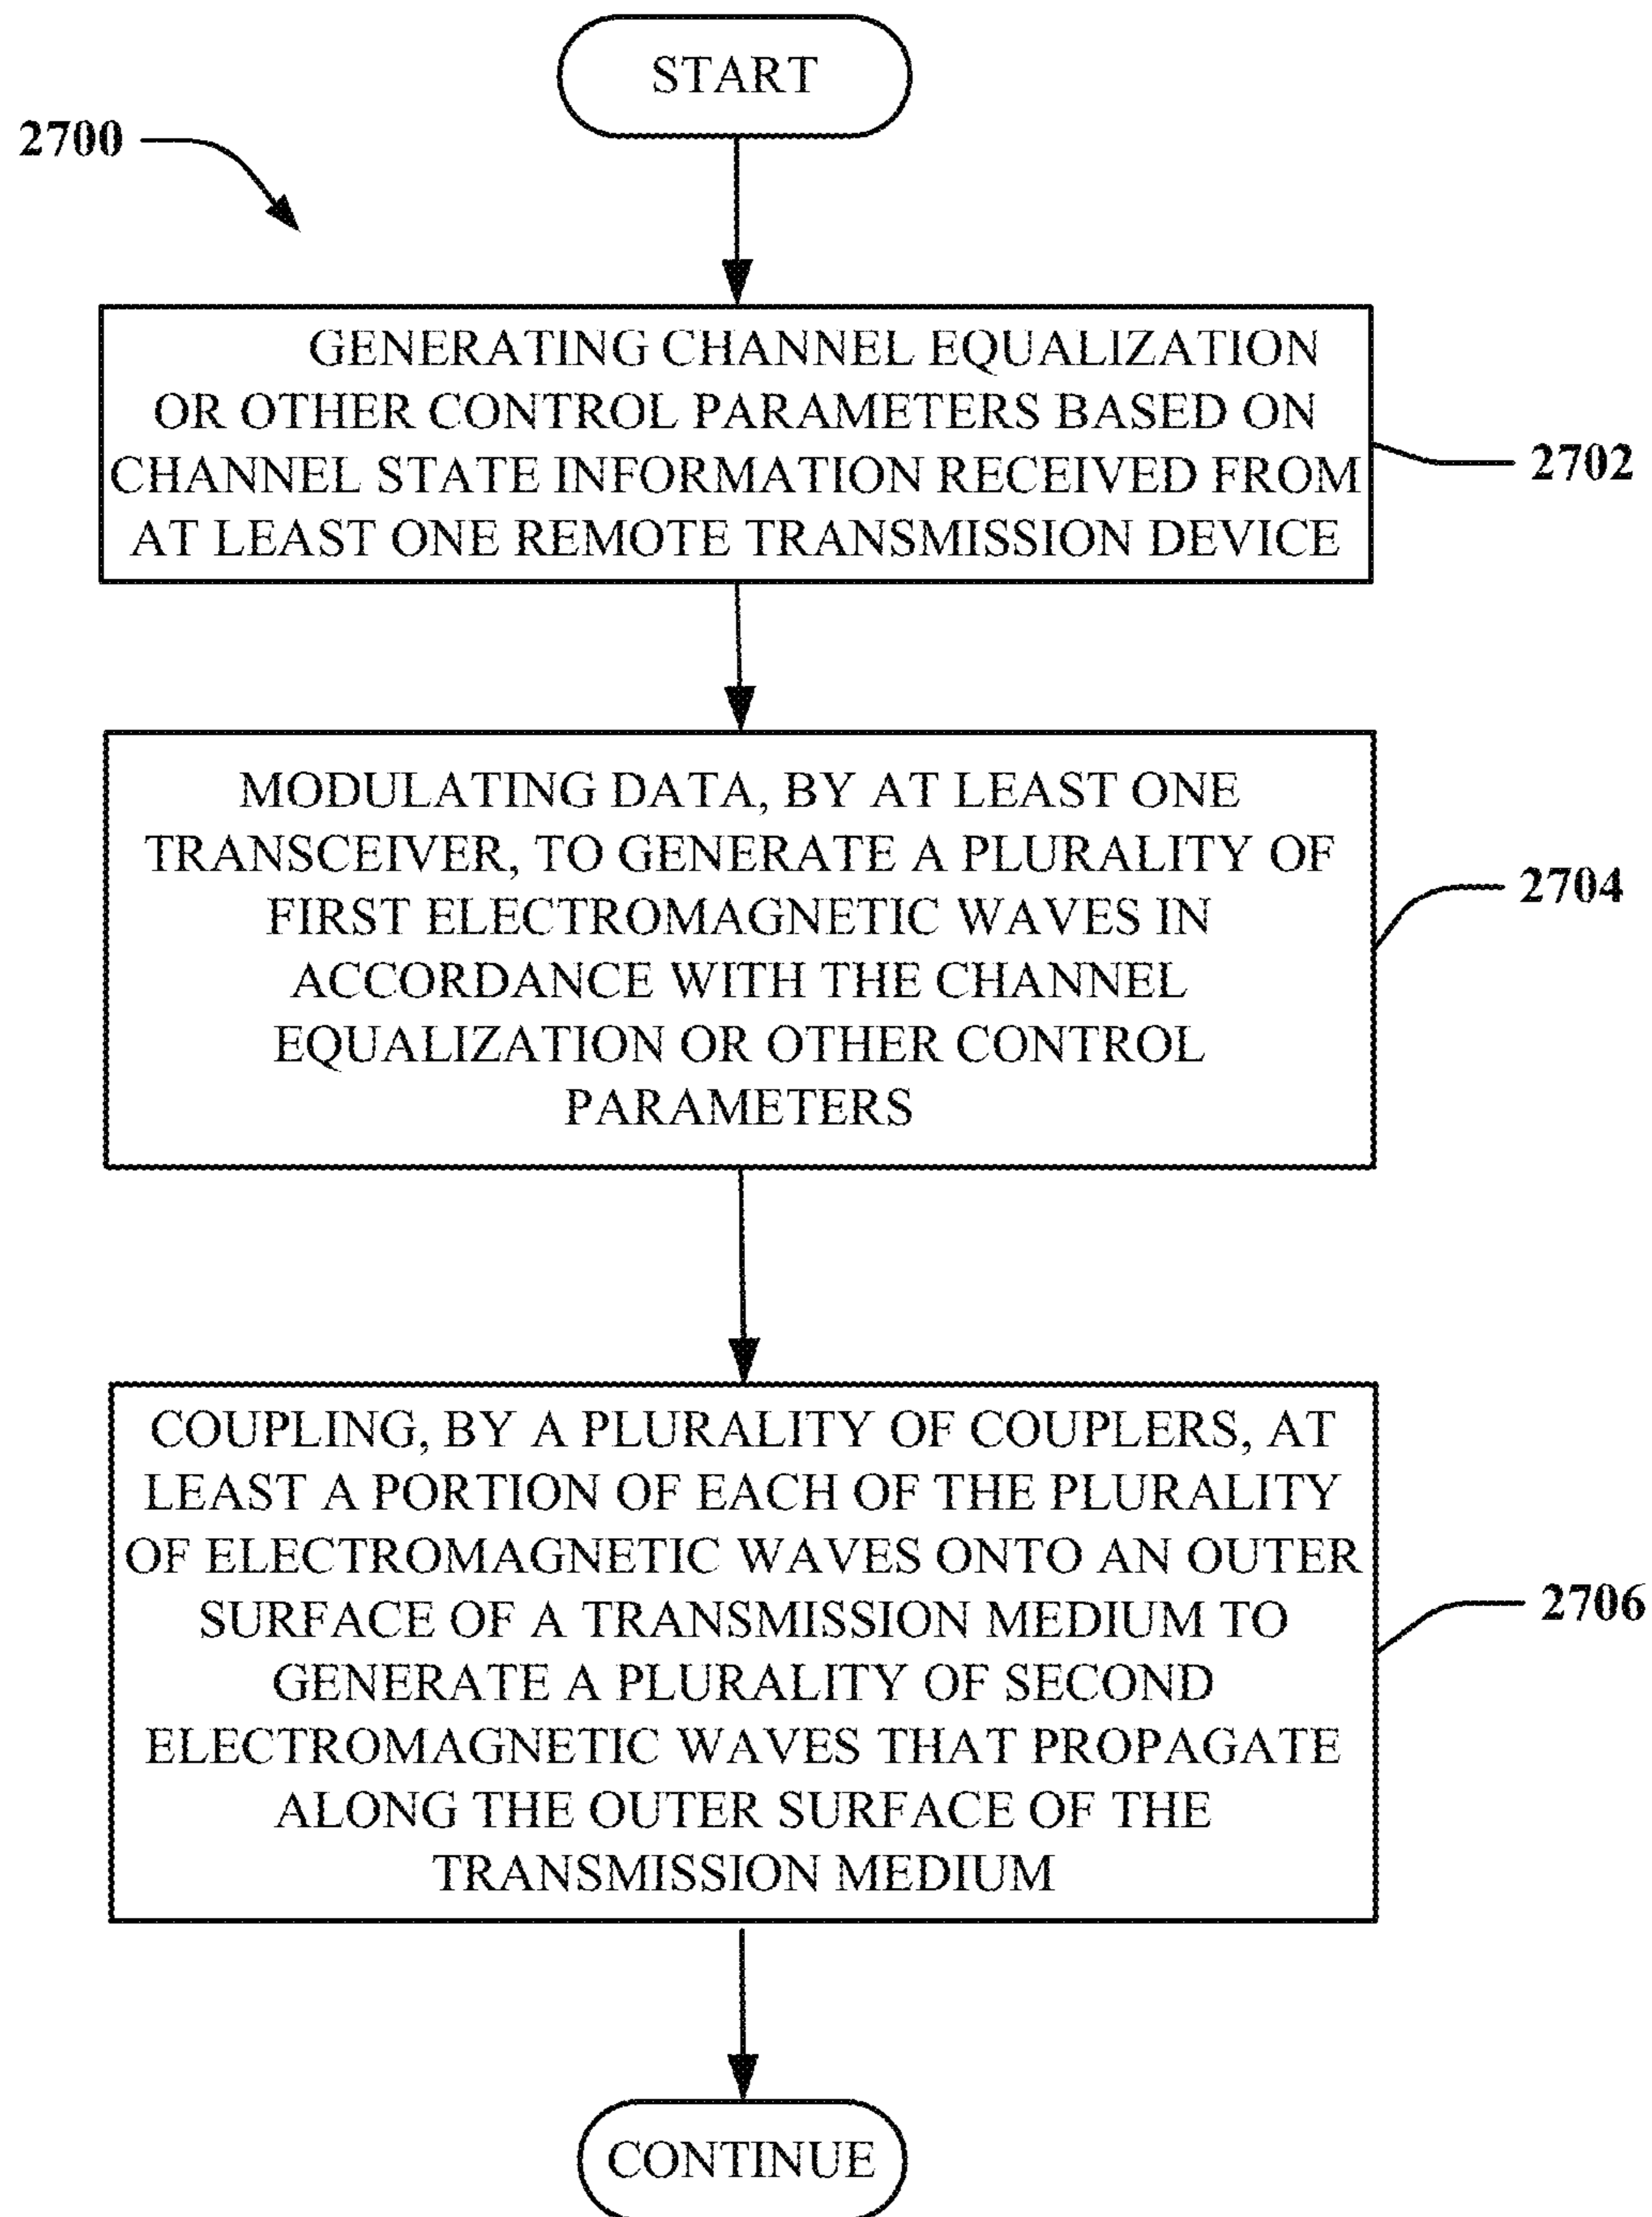 START
2700
GENERATING CHANNEL EQUALIZATION
OR OTHER CONTROL PARAMETERS BASED ON
CHANNEL STATE INFORMATION RECEIVED FROM
AT LEAST ONE REMOTE TRANSMISSION DEVICE
2702
MODULATING DATA, BY AT LEAST ONE
TRANSCEIVER, TO GENERATE A PLURALITY OF
FIRST ELECTROMAGNETIC WAVES IN
ACCORDANCE WITH THE CHANNEL
EQUALIZATION OR OTHER CONTROL
PARAMETERS
2704
COUPLING, BY A PLURALITY OF COUPLERS, AT
LEAST A PORTION OF EACH OF THE PLURALITY
OF ELECTROMAGNETIC WAVES ONTO AN OUTER
SURFACE OF A TRANSMISSION MEDIUM TO
GENERATE A PLURALITY OF SECOND
ELECTROMAGNETIC WAVES THAT PROPAGATE
ALONG THE OUTER SURFACE OF THE
TRANSMISSION MEDIUM
2706
CONTINUE